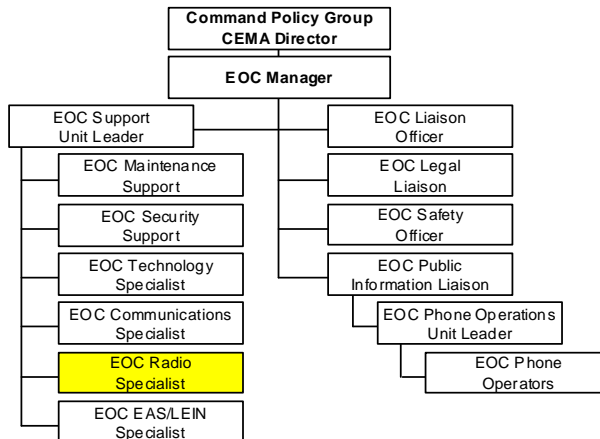 Command Policy Group
CEMA Director
EOC Manager
EOC Support
Unit Leader
EOC Maintenance
Support
EOC Security
Support
EOC Technology
Specialist
EOC Communications
Specialist
EOC Radio
Specialist
EOC EAS/LEIN
Specialist
EOC Liaison
Officer
EOC Legal
Liaison
EOC Safety
Officer
EOC Public
Information Liaison
EOC Phone Operations
Unit Leader
EOC Phone
Operators